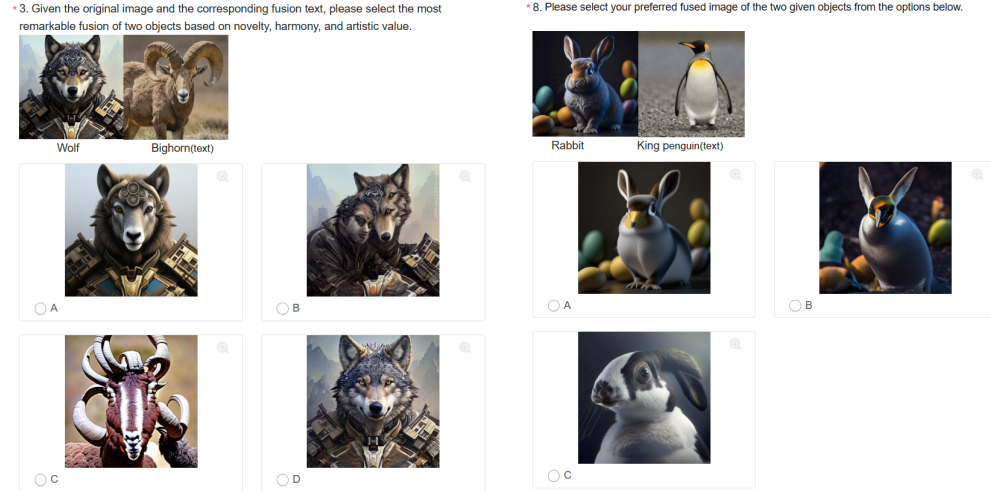 * 3. Given the original image and the corresponding fusion text, please select the most
remarkable fusion of two objects based on novelty, harmony, and artistic value.
Wolf
Bighorn(text)
A
B
C
D
* 8. Please select your preferred fused image of the two given objects from the options below.
Rabbit
King penguin(text)
A
B
C